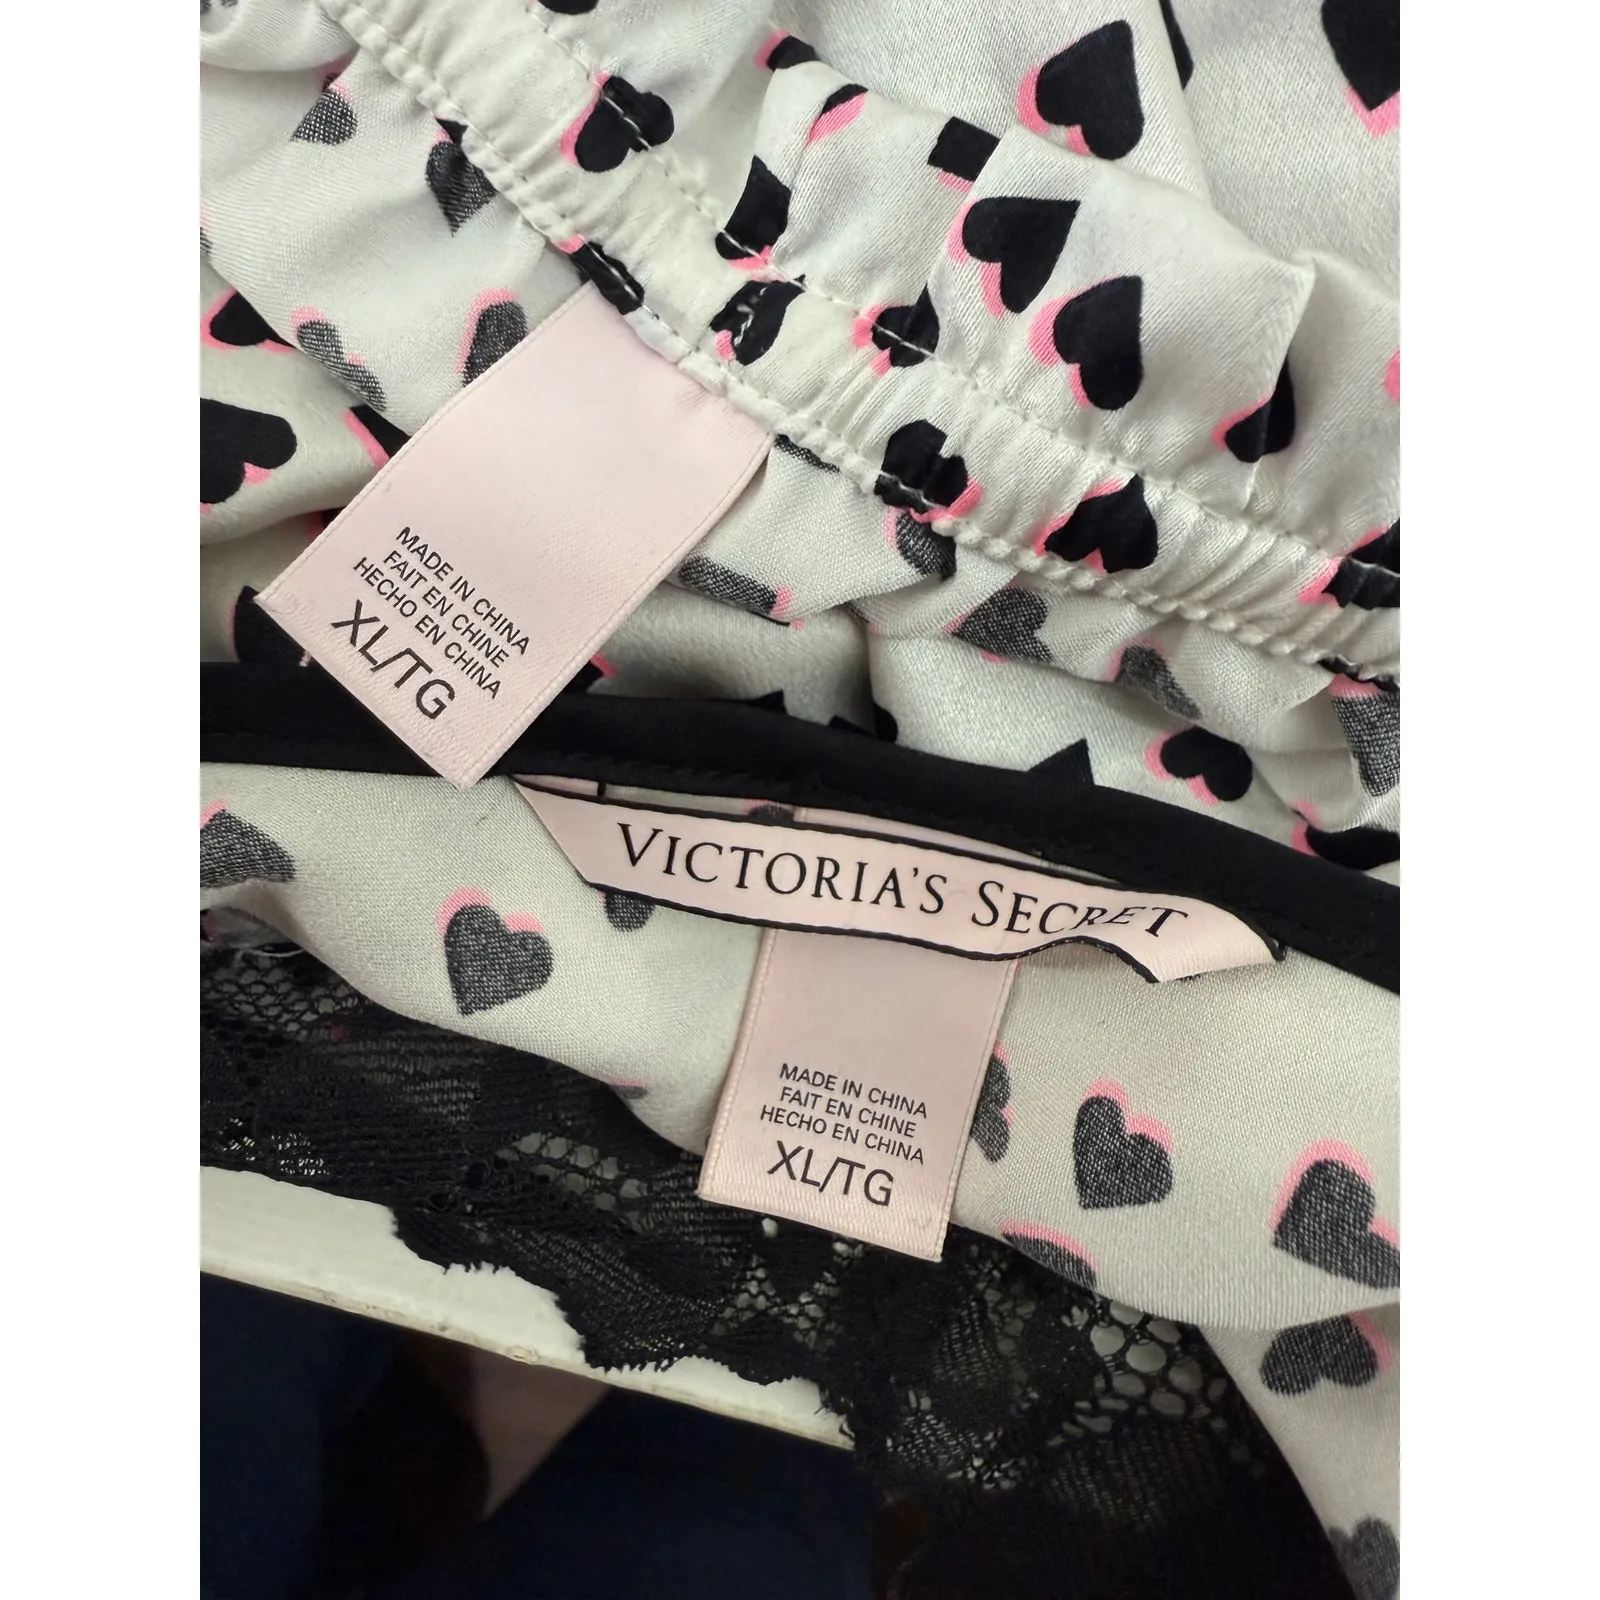 MADE IN CHINA
FAIT EN CHINE
HECHO EN CHINA
XL/TG
VICTORIA'S SECRET
MADE IN CHINA
FAIT EN CHINE
HECHO EN CHINA
XL/TG